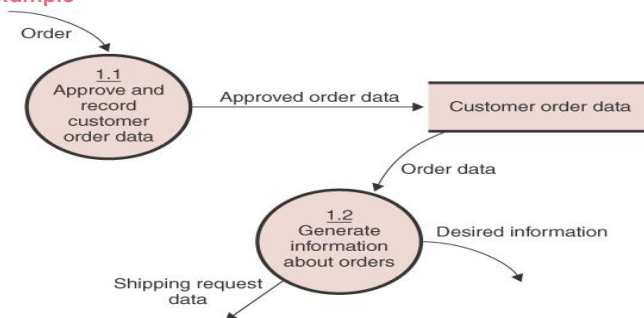 Order
1.1
Approve and
record
customer
order data
Approved order data
Customer order data
Order data
1.2
Generate
information
about orders
Desired information
Shipping request
data